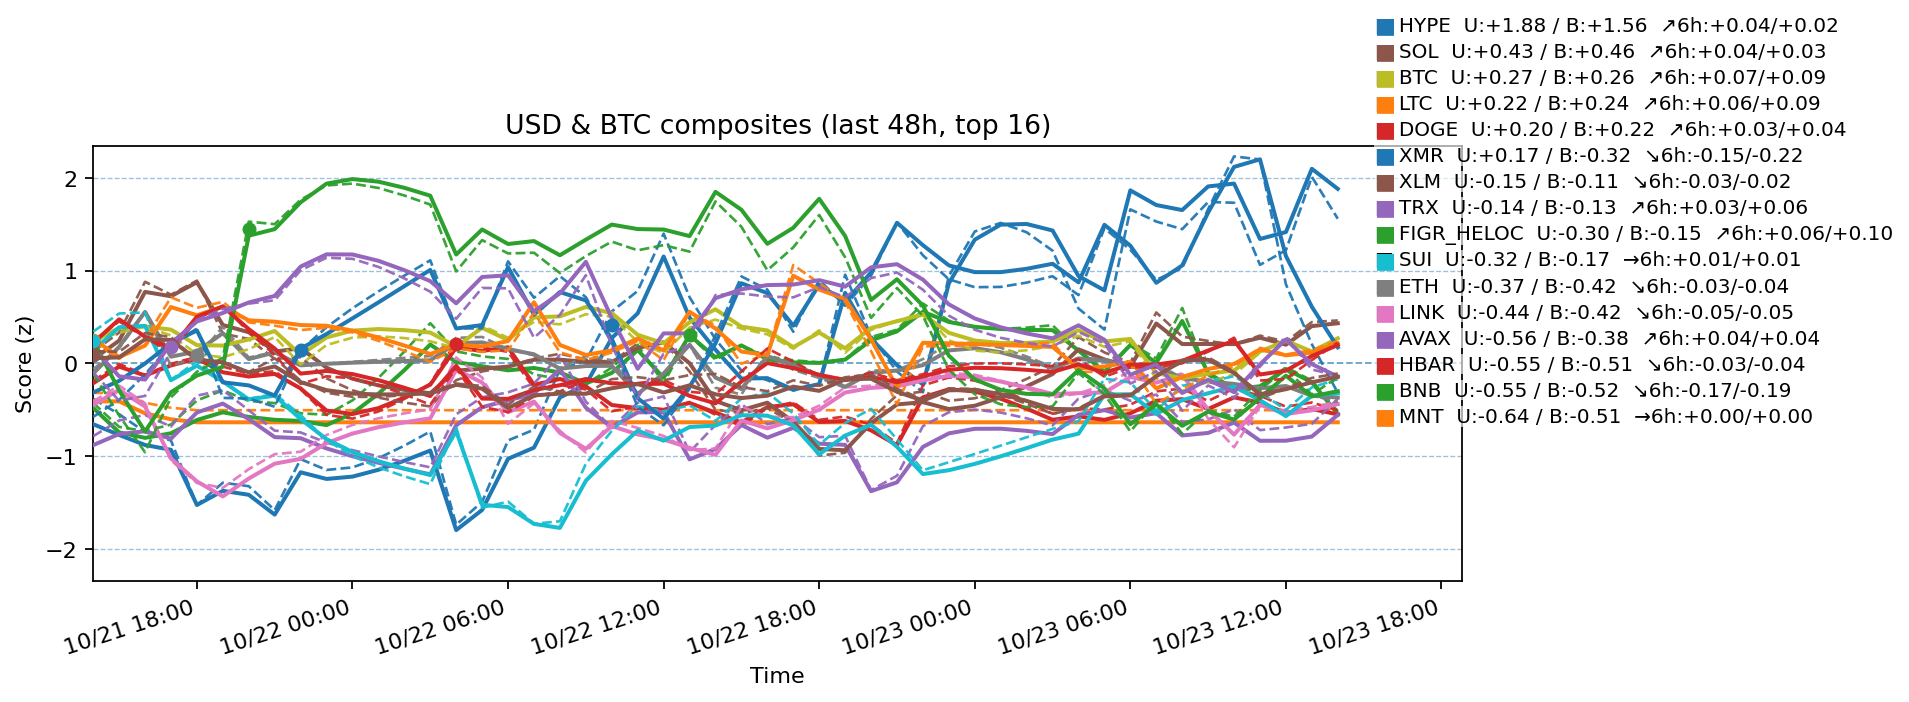 HYPE  U:+1.88 / B:+1.56  ↗6h:+0.04/+0.02
SOL  U:+0.43 / B:+0.46  ↗6h:+0.04/+0.03
BTC  U:+0.27 / B:+0.26  ↗6h:+0.07/+0.09
LTC  U:+0.22 / B:+0.24  ↗6h:+0.06/+0.09
DOGE  U:+0.20 / B:+0.22  ↗6h:+0.03/+0.04
XMR  U:+0.17 / B:-0.32  ↘6h:-0.15/-0.22
XLM  U:-0.15 / B:-0.11  ↘6h:-0.03/-0.02
TRX  U:-0.14 / B:-0.13  ↗6h:+0.03/+0.06
FIGR_HELOC  U:-0.30 / B:-0.15  ↗6h:+0.06/+0.10
SUI  U:-0.32 / B:-0.17  →6h:+0.01/+0.01
ETH  U:-0.37 / B:-0.42  ↘6h:-0.03/-0.04
LINK  U:-0.44 / B:-0.42  ↘6h:-0.05/-0.05
AVAX  U:-0.56 / B:-0.38  ↗6h:+0.04/+0.04
HBAR  U:-0.55 / B:-0.51  ↘6h:-0.03/-0.04
BNB  U:-0.55 / B:-0.52  ↘6h:-0.17/-0.19
MNT  U:-0.64 / B:-0.51  →6h:+0.00/+0.00
USD & BTC composites (last 48h, top 16)
Score (z)
2
1
0
−1
−2
10/21 18:00
10/22 00:00
10/22 06:00
10/22 12:00
10/22 18:00
10/23 00:00
10/23 06:00
10/23 12:00
10/23 18:00
Time